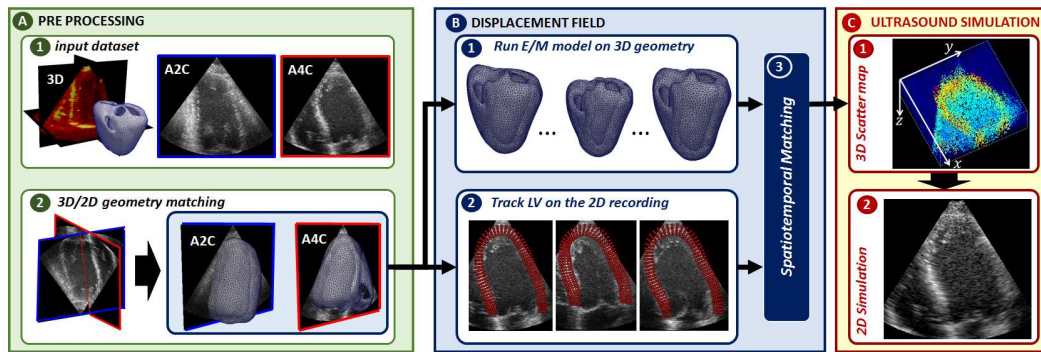 A PRE PROCESSING
1 input dataset
3D
A2C
A4C
2 3D/2D geometry matching
A2C
A4C
B DISPLACEMENT FIELD
1 Run E/M model on 3D geometry
... ...
2 Track LV on the 2D recording
3 Spatiotemporal Matching
C ULTRASOUND SIMULATION
1 3D Scatter map
y
z
x
2 2D Simulation